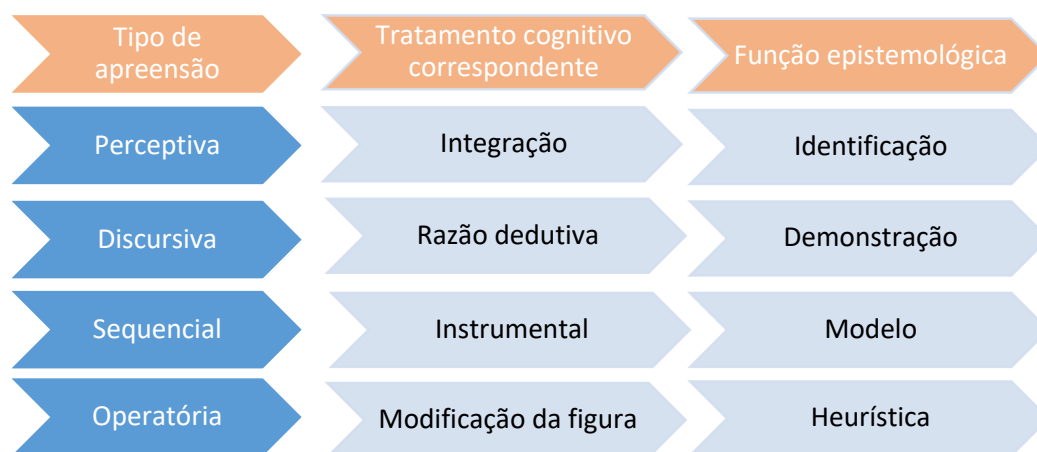 Tipo de
apreensão
Tratamento cognitivo
correspondente
Função epistemológica
Perceptiva
Integração
Identificação
Discursiva
Razão dedutiva
Demonstração
Sequencial
Instrumental
Modelo
Operatória
Modificação da figura
Heurística